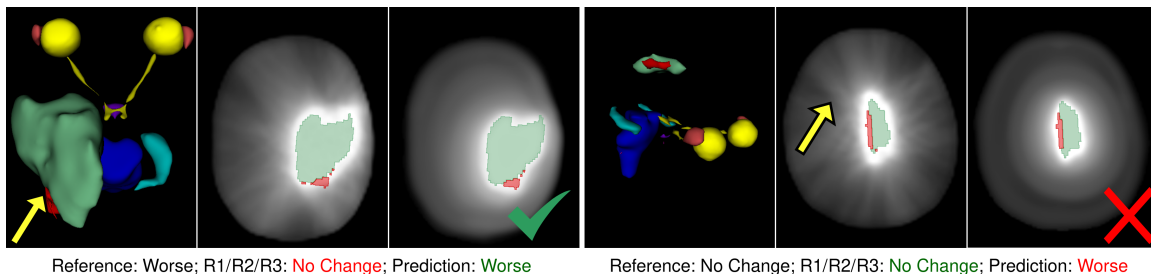 Reference: Worse; R1/R2/R3: No Change; Prediction: Worse
Reference: No Change; R1/R2/R3: No Change; Prediction: Worse